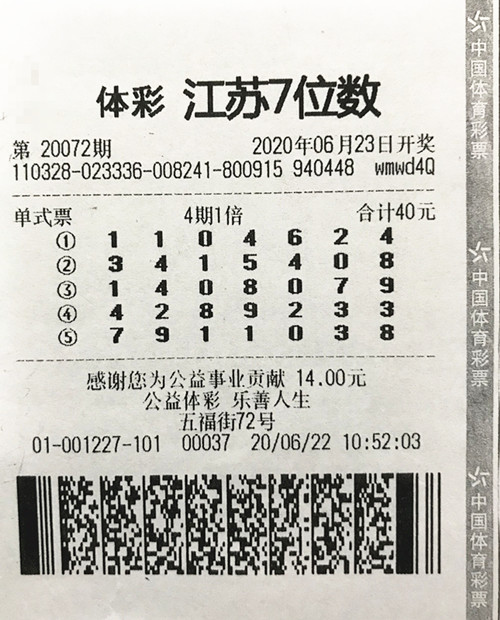 体彩 江苏7位数
第 20072期 2020年06月23日开奖
110328-023336-008241-800915 940448 wmwd4Q
单式票 4期1倍 合计40元
① 1 1 0 4 6 2 4
② 3 4 1 5 4 0 8
③ 1 4 0 8 0 7 9
④ 4 2 8 9 2 3 3
⑤ 7 9 1 1 0 3 8
感谢您为公益事业贡献 14.00元
公益体彩 乐善人生
五福街72号
01-001227-101 00037 20/06/22 10:52:03
中国体育彩票
中国体育彩票
中国体育彩票